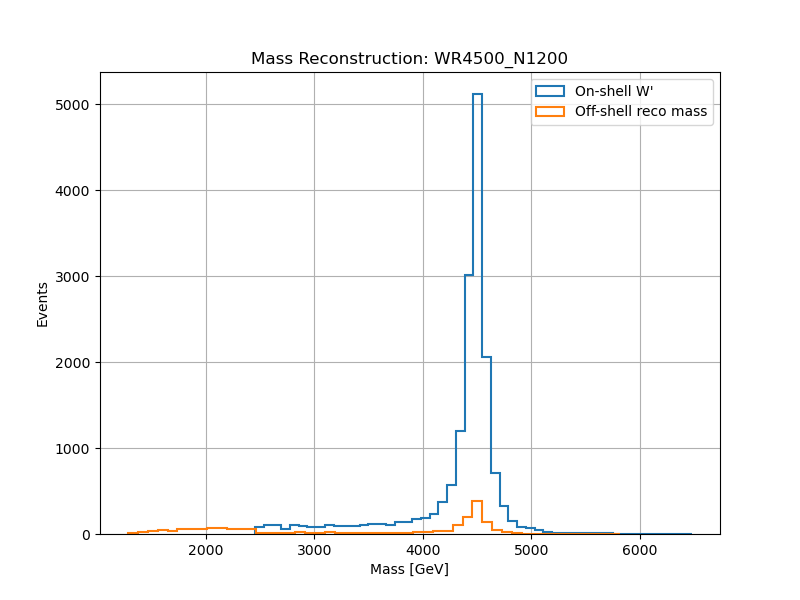 Mass Reconstruction: WR4500_N1200
On-shell W'
Off-shell reco mass
Events
5000
4000
3000
2000
1000
0
2000 3000 4000 5000 6000
Mass [GeV]